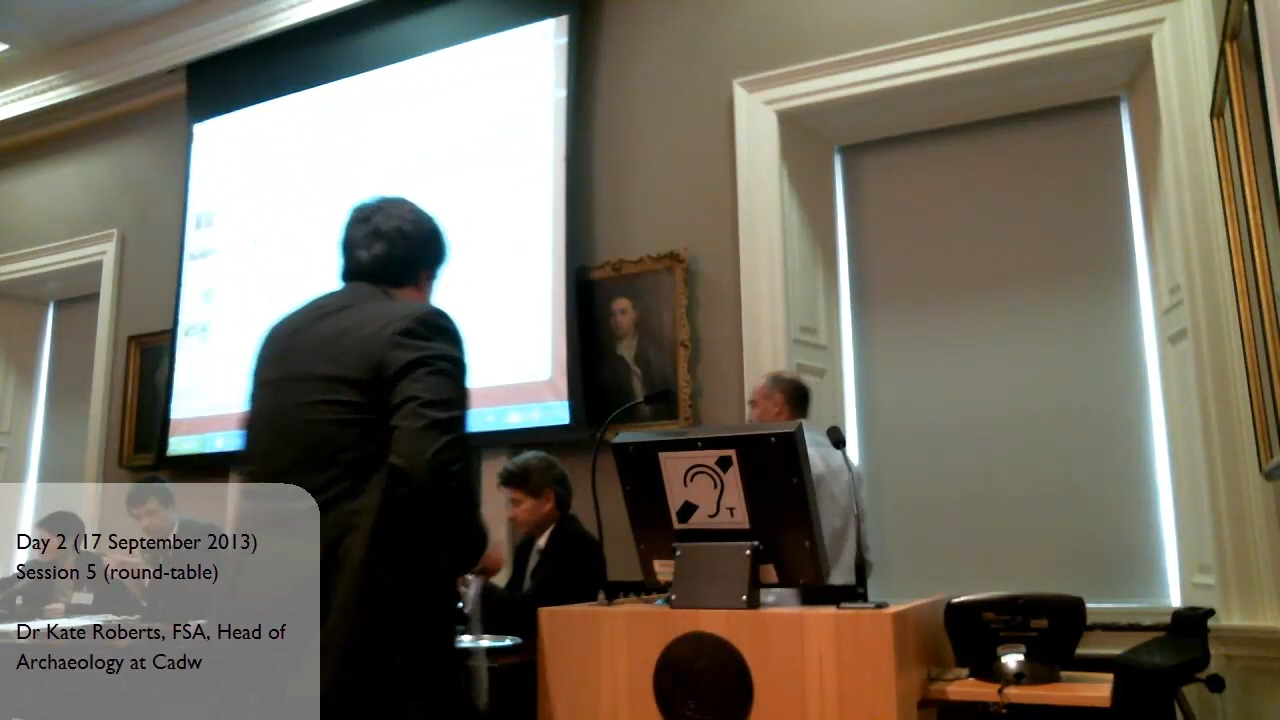 T
Day 2 (17 September 2013)
Session 5 (round-table)
Dr Kate Roberts, FSA, Head of
Archaeology at Cadw